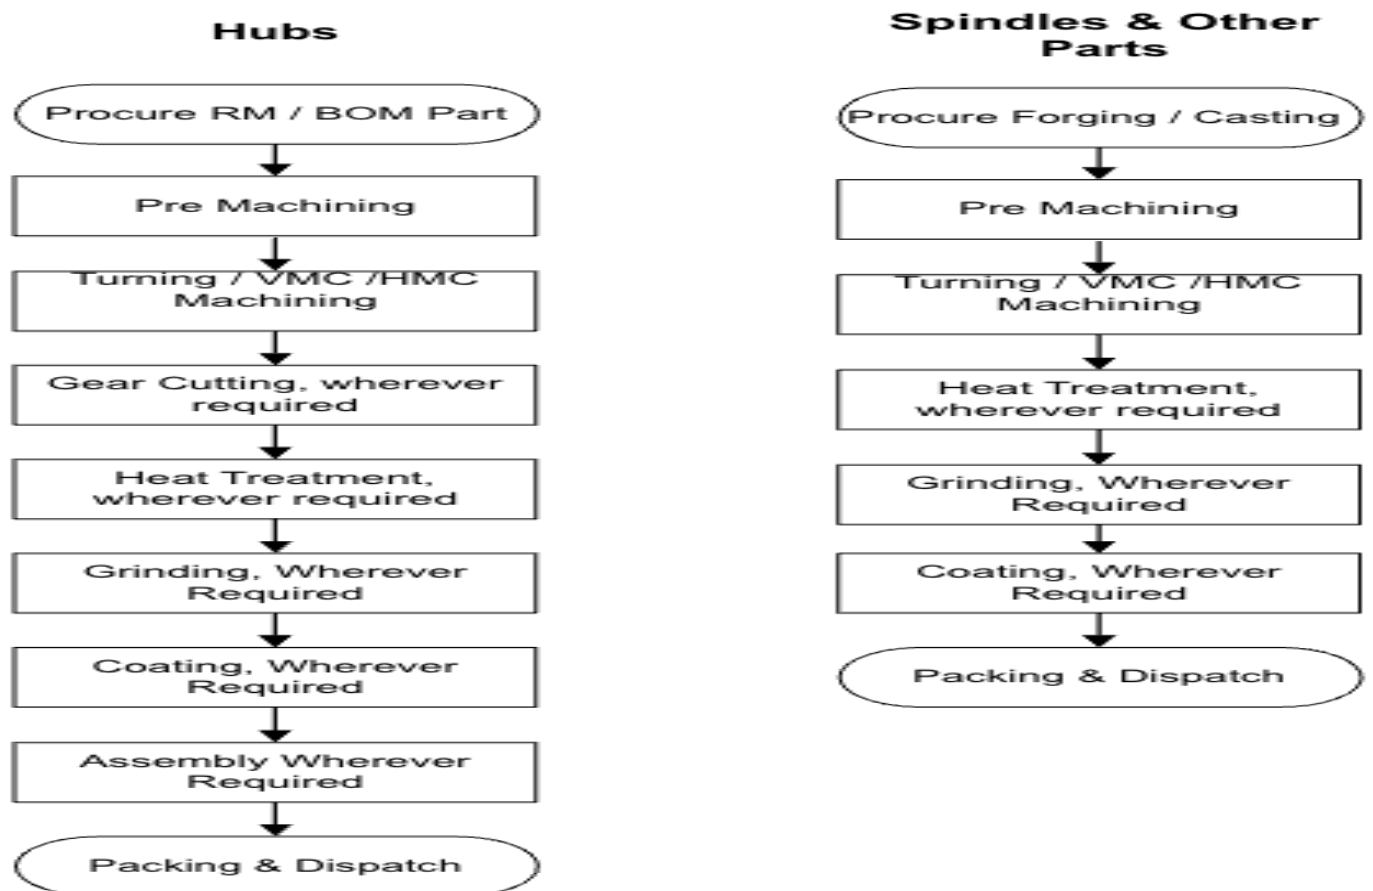 Hubs
Procure RM / BOM Part
Pre Machining
Turning / VMC /HMC
Machining
Gear Cutting, wherever
required
Heat Treatment,
wherever required
Grinding, Wherever
Required
Coating, Wherever
Required
Assembly Wherever
Required
Packing & Dispatch
Spindles & Other
Parts
Procure Forging / Casting
Pre Machining
Turning / VMC /HMC
Machining
Heat Treatment,
wherever required
Grinding, Wherever
Required
Coating, Wherever
Required
Packing & Dispatch